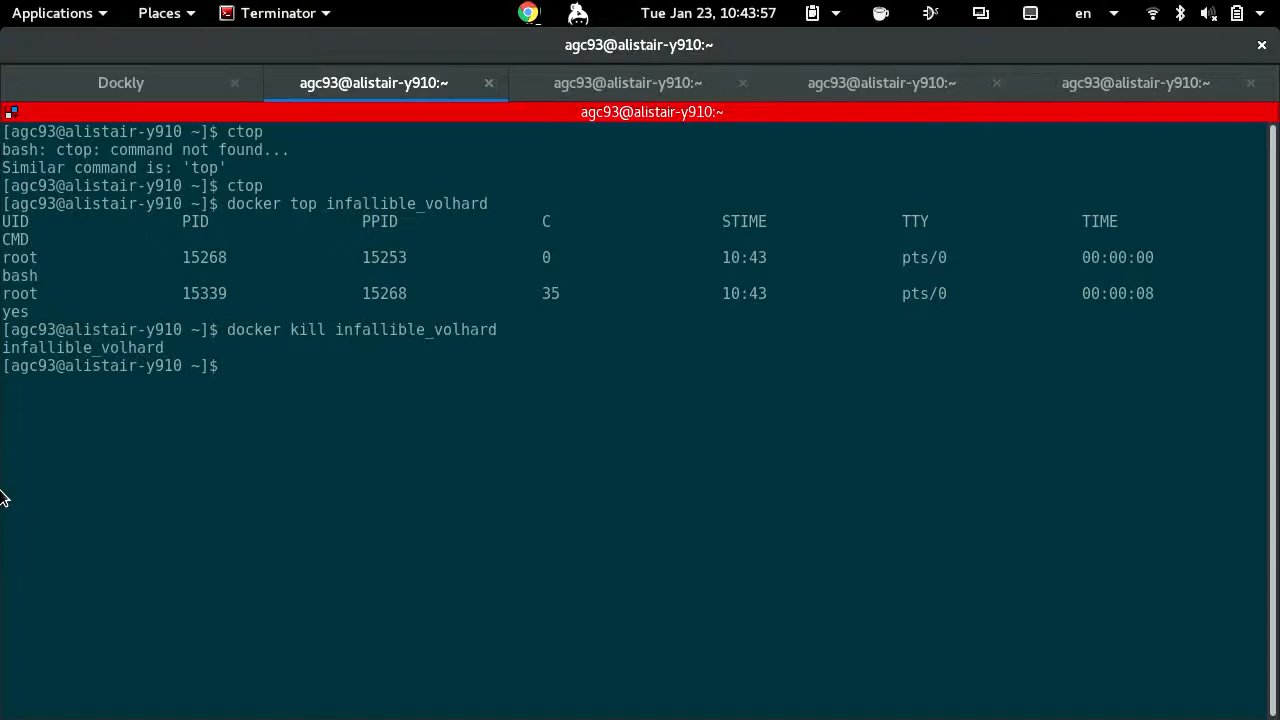 Applications Places Terminator Tue Jan 23, 10:43:57 en
agc93@alistair-y910:~
Dockly agc93@alistair-y910:~ agc93@alistair-y910:~ agc93@alistair-y910:~ agc93@alistair-y910:~
agc93@alistair-y910:~
[agc93@alistair-y910 ~]$ ctop
bash: ctop: command not found...
Similar command is: 'top'
[agc93@alistair-y910 ~]$ ctop
[agc93@alistair-y910 ~]$ docker top infallible_volhard
UID PID PPID C STIME TTY TIME
CMD
root 15268 15253 0 10:43 pts/0 00:00:00
bash
root 15339 15268 35 10:43 pts/0 00:00:08
yes
[agc93@alistair-y910 ~]$ docker kill infallible_volhard
infallible_volhard
[agc93@alistair-y910 ~]$